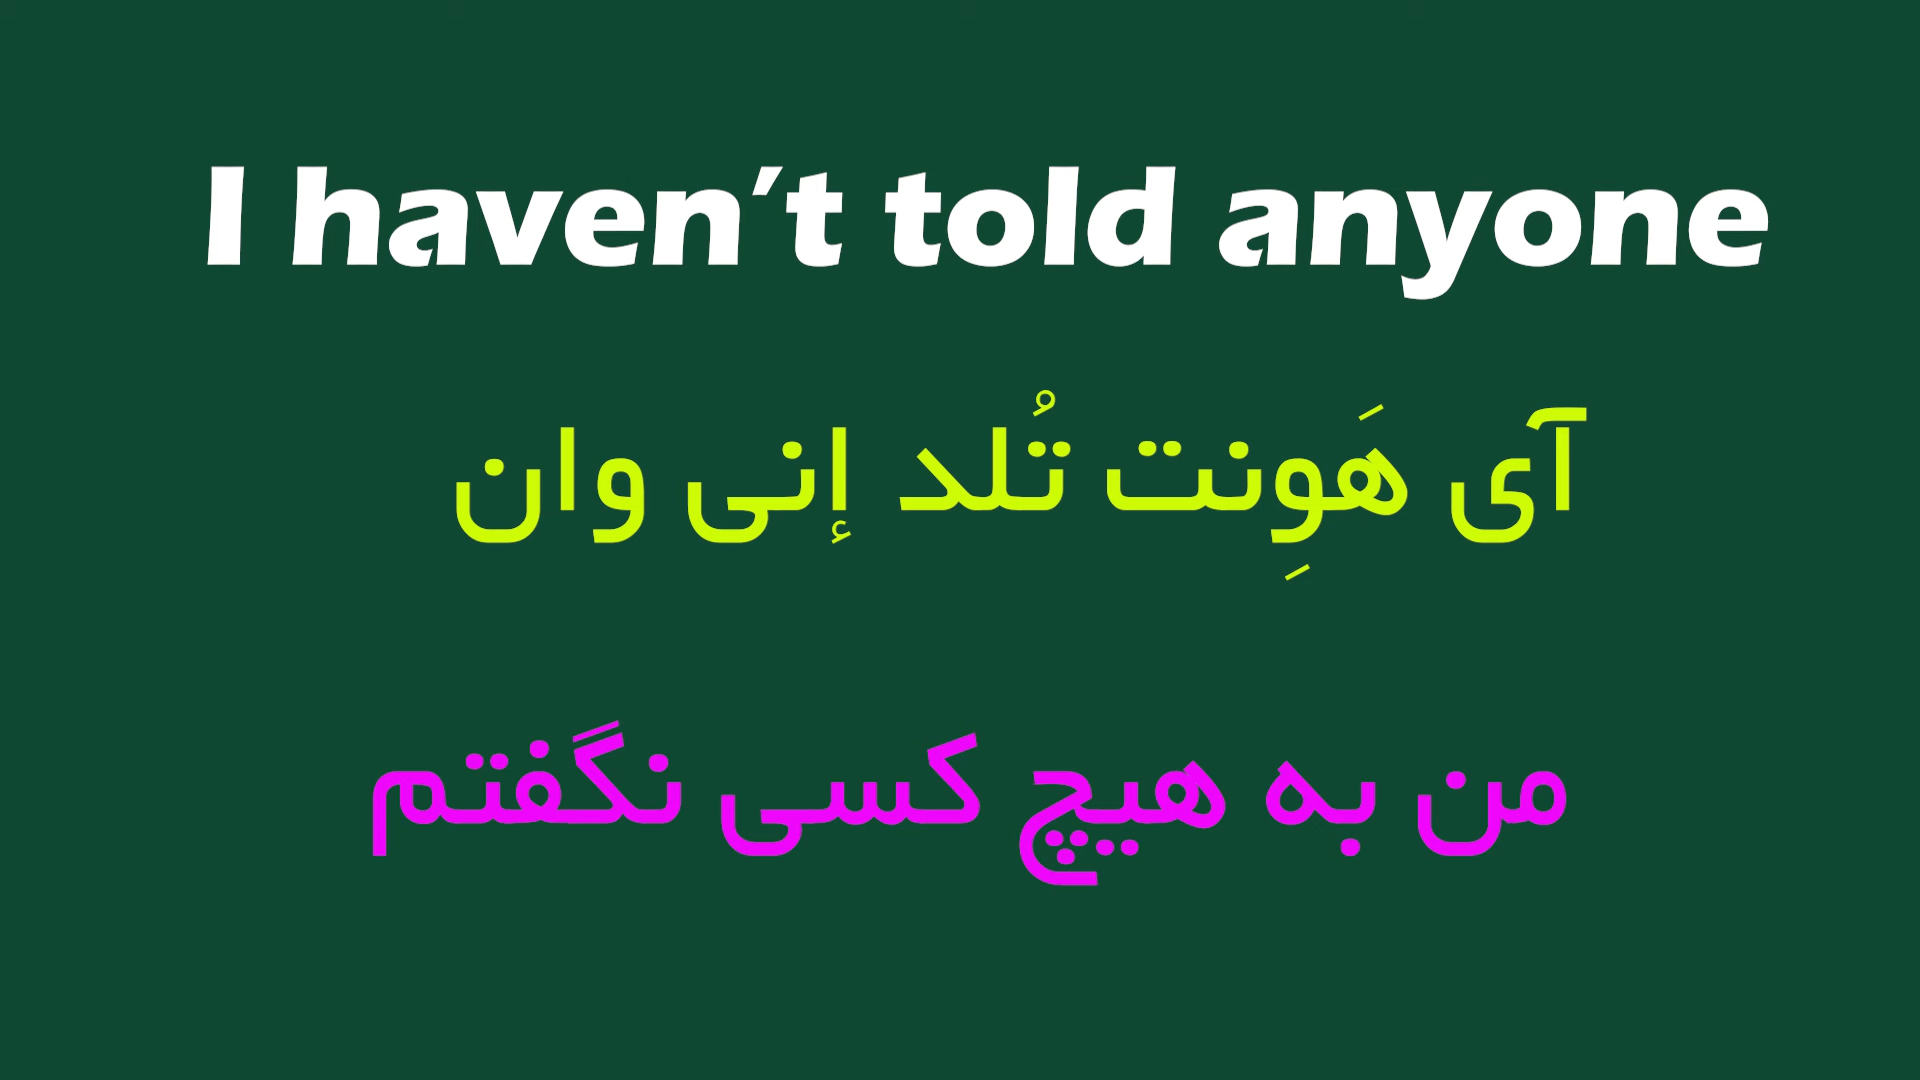 I haven’t told anyone
آی هَوِنت تُلد إنی وان
من به هیچ کسی نگفتم